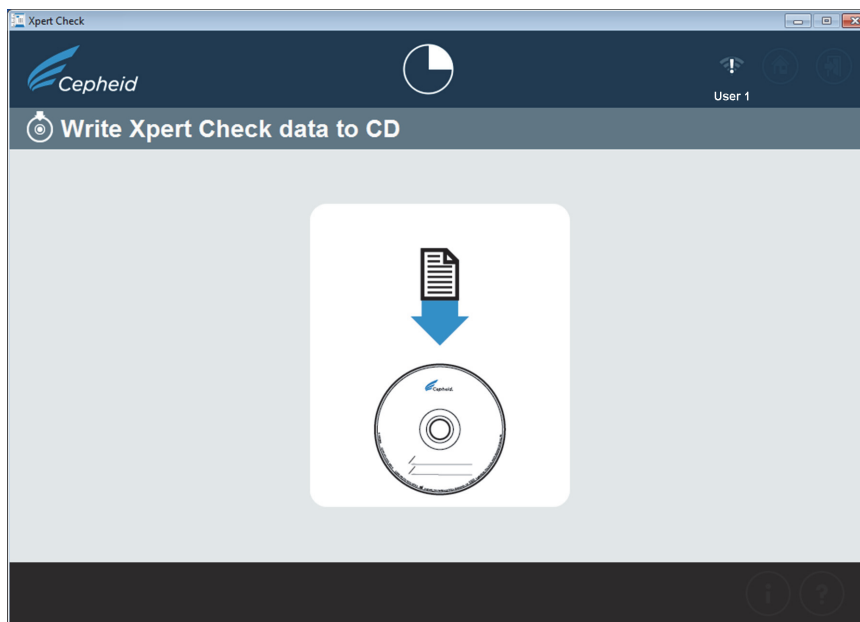 Xpert Check
Cepheid
User 1
Write Xpert Check data to CD
Cepheid.
i ?